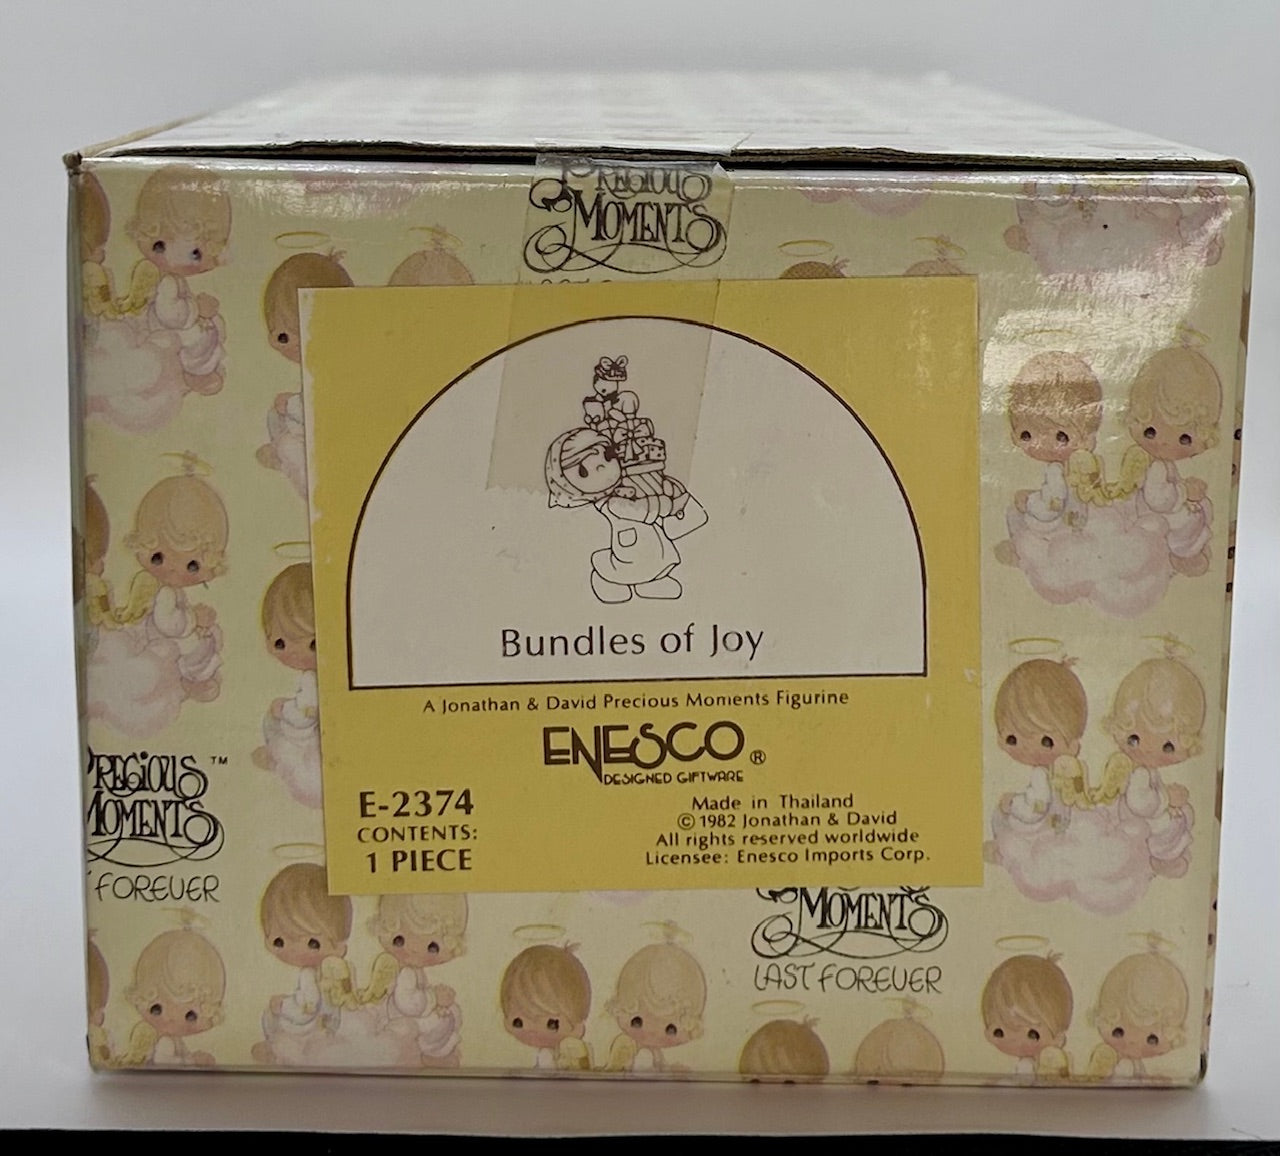 PRECIOUS
MOMENTS
Bundles of Joy
A Jonathan & David Precious Moments Figurine
ENESCO®
DESIGNED GIFTWARE
E-2374
CONTENTS:
1 PIECE
Made in Thailand
© 1982 Jonathan & David
All rights reserved worldwide
Licensee: Enesco Imports Corp.
PRECIOUS™
MOMENTS
FOREVER
MOMENTS
LAST FOREVER